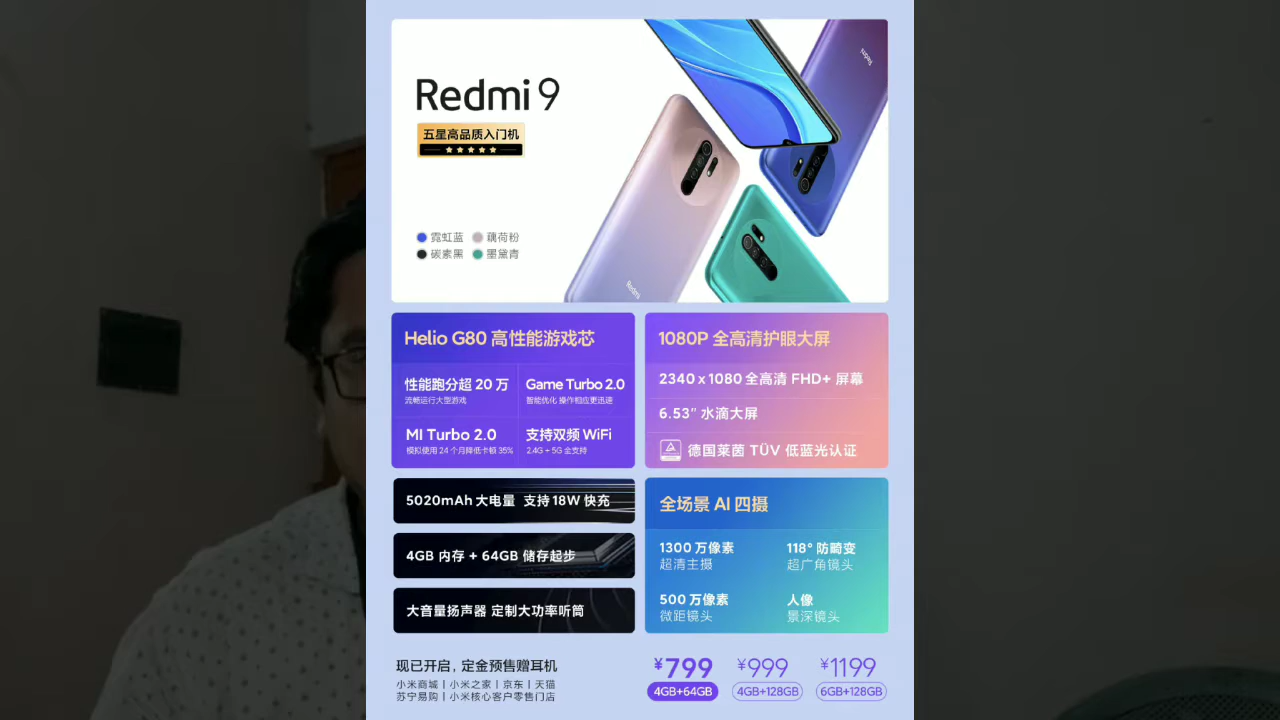 Redmi 9
五星高品质入门机
霓虹蓝 藕荷粉
碳素黑 墨黛青
Redmi
Redmi
Helio G80 高性能游戏芯
性能跑分超 20 万
流畅运行大型游戏
Game Turbo 2.0
智能优化 操作相应更迅速
MI Turbo 2.0
模拟使用 24 个月降低卡顿 35%
支持双频 WiFi
2.4G + 5G 全支持
1080P 全高清护眼大屏
2340 x 1080 全高清 FHD+ 屏幕
6.53" 水滴大屏
德国莱茵 TÜV 低蓝光认证
5020mAh 大电量 支持 18W 快充
4GB 内存 + 64GB 储存起步
大音量扬声器 定制大功率听筒
全场景 AI 四摄
1300 万像素
超清主摄
118° 防畸变
超广角镜头
500 万像素
微距镜头
人像
景深镜头
现已开启，定金预售赠耳机
小米商城 | 小米之家 | 京东 | 天猫
苏宁易购 | 小米核心客户零售门店
¥799
4GB+64GB
¥999
4GB+128GB
¥1199
6GB+128GB